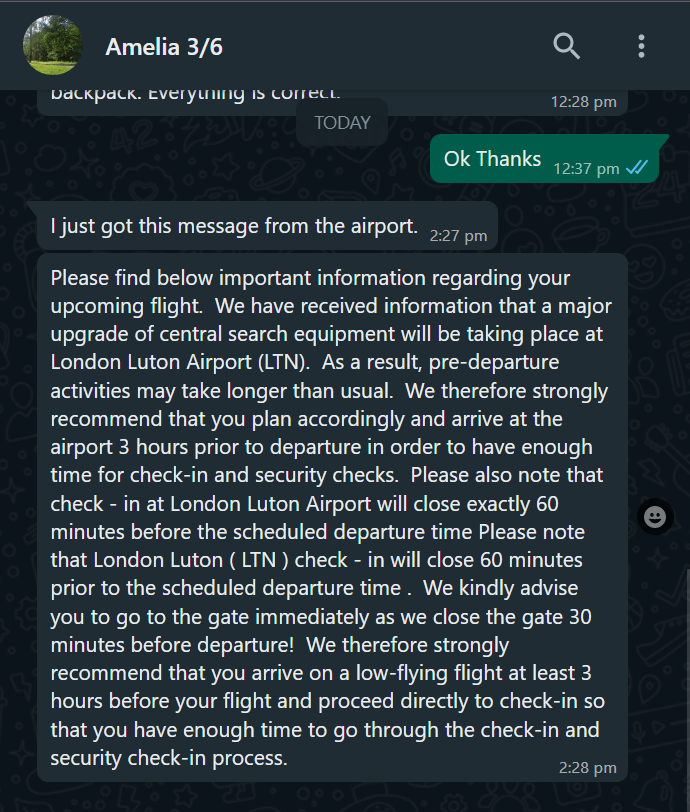 Amelia 3/6
backpack. Everything is correct.
12:28 pm
TODAY
Ok Thanks
12:37 pm
I just got this message from the airport.
2:27 pm
Please find below important information regarding your
upcoming flight.  We have received information that a major
upgrade of central search equipment will be taking place at
London Luton Airport (LTN).  As a result, pre-departure
activities may take longer than usual.  We therefore strongly
recommend that you plan accordingly and arrive at the
airport 3 hours prior to departure in order to have enough
time for check-in and security checks.  Please also note that
check - in at London Luton Airport will close exactly 60
minutes before the scheduled departure time Please note
that London Luton ( LTN ) check - in will close 60 minutes
prior to the scheduled departure time .  We kindly advise
you to go to the gate immediately as we close the gate 30
minutes before departure!  We therefore strongly
recommend that you arrive on a low-flying flight at least 3
hours before your flight and proceed directly to check-in so
that you have enough time to go through the check-in and
security check-in process.
2:28 pm